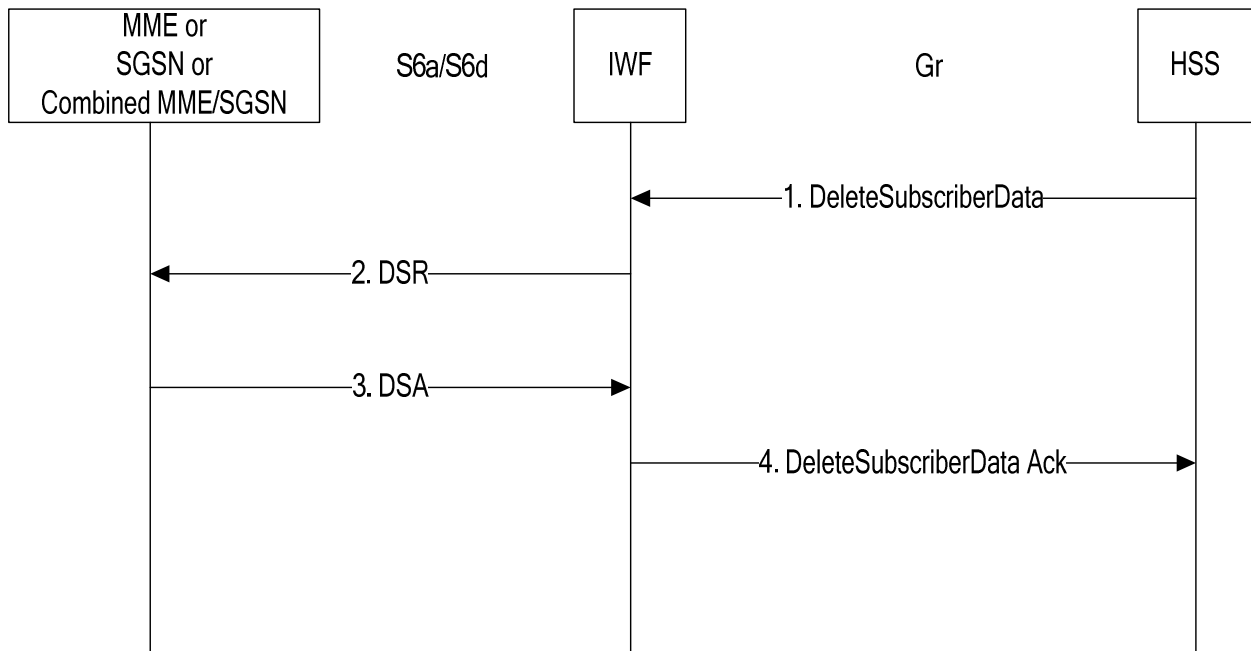 MME or
SGSN or
Combined MME/SGSN
S6a/S6d
IWF
Gr
HSS
1. DeleteSubscriberData
2. DSR
3. DSA
4. DeleteSubscriberData Ack